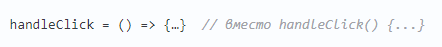 handleClick = () => {…}  // вместо handleClick() {...}